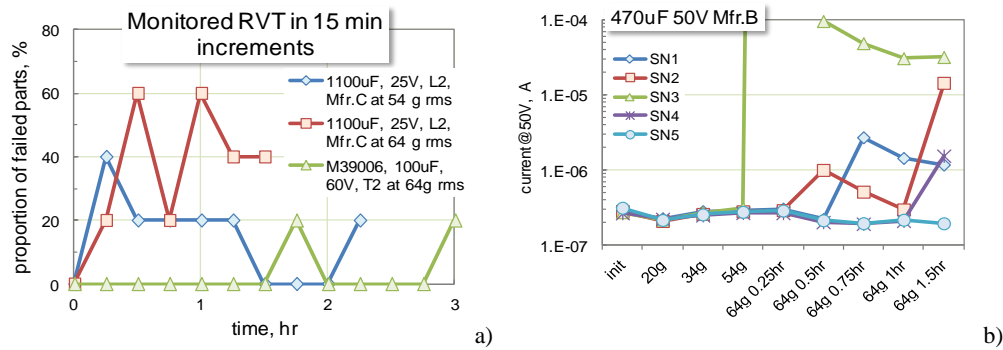 Monitored RVT in 15 min
increments
80
60
40
20
0
proportion of failed parts, %
1100uF, 25V, L2,
Mfr.C at 54 g rms
1100uF, 25V, L2,
Mfr.C at 64 g rms
M39006, 100uF,
60V, T2 at 64g rms
0
1
2
3
time, hr
a)
470uF 50V Mfr.B
1.E-04
1.E-05
1.E-06
1.E-07
current @50V, A
SN1
SN2
SN3
SN4
SN5
init
20g
34g
54g
64g 0.25hr
64g 0.5hr
64g 0.75hr
64g 1hr
64g 1.5hr
b)